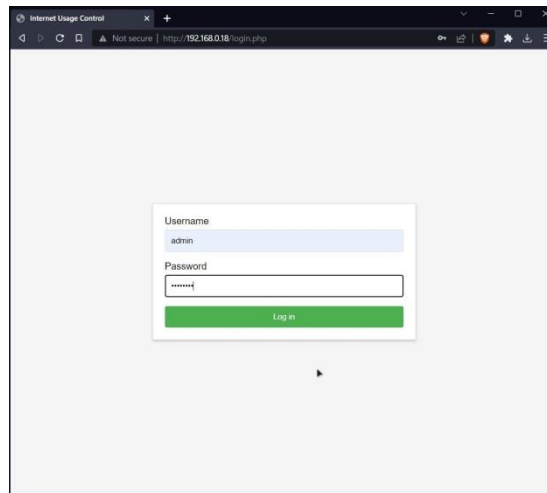 Internet Usage Control
Not secure | http://192.168.0.18/login.php
Username
admin
Password
••••••••
Log in